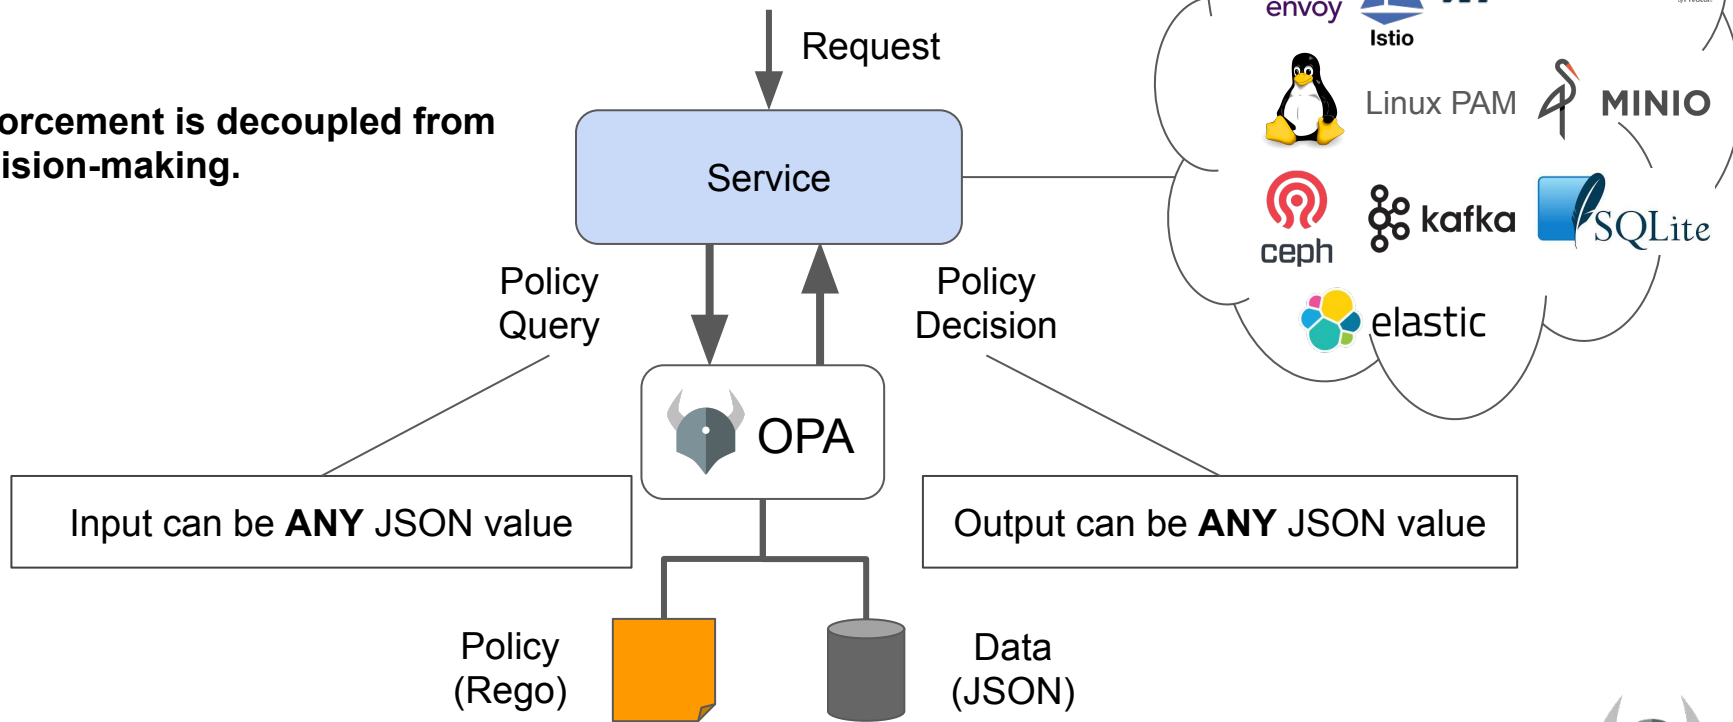 envoy
Istio
Request
orcement is decoupled from
ision-making.
Service
Linux PAM
MINIO
ceph
kafka
SQLite
elastic
Policy
Query
Policy
Decision
OPA
Input can be ANY JSON value
Output can be ANY JSON value
Policy
(Rego)
Data
(JSON)